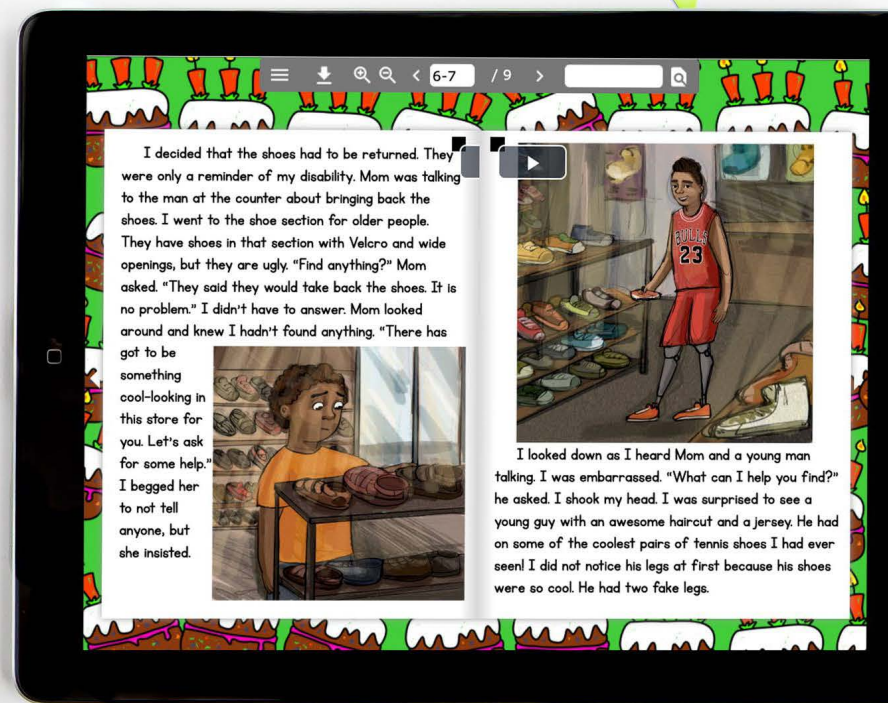 6-7 / 9
I decided that the shoes had to be returned. They
were only a reminder of my disability. Mom was talking
to the man at the counter about bringing back the
shoes. I went to the shoe section for older people.
They have shoes in that section with Velcro and wide
openings, but they are ugly. “Find anything?” Mom
asked. “They said they would take back the shoes. It is
no problem.” I didn’t have to answer. Mom looked
around and knew I hadn’t found anything. “There has
got to be
something
cool-looking in
this store for
you. Let’s ask
for some help.”
I begged her
to not tell
anyone, but
she insisted.
BULLS
23
I looked down as I heard Mom and a young man
talking. I was embarrassed. “What can I help you find?”
he asked. I shook my head. I was surprised to see a
young guy with an awesome haircut and a jersey. He had
on some of the coolest pairs of tennis shoes I had ever
seen! I did not notice his legs at first because his shoes
were so cool. He had two fake legs.